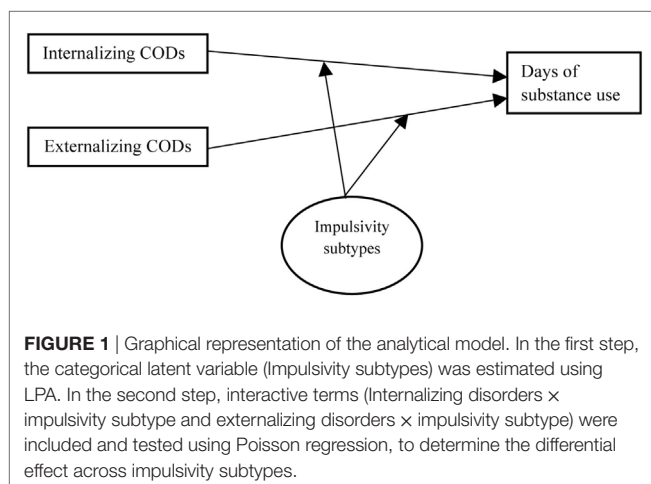 Internalizing CODs
Days of
substance use
Externalizing CODs
Impulsivity
subtypes
FIGURE 1 | Graphical representation of the analytical model. In the first step,
the categorical latent variable (Impulsivity subtypes) was estimated using
LPA. In the second step, interactive terms (Internalizing disorders ×
impulsivity subtype and externalizing disorders × impulsivity subtype) were
included and tested using Poisson regression, to determine the differential
effect across impulsivity subtypes.